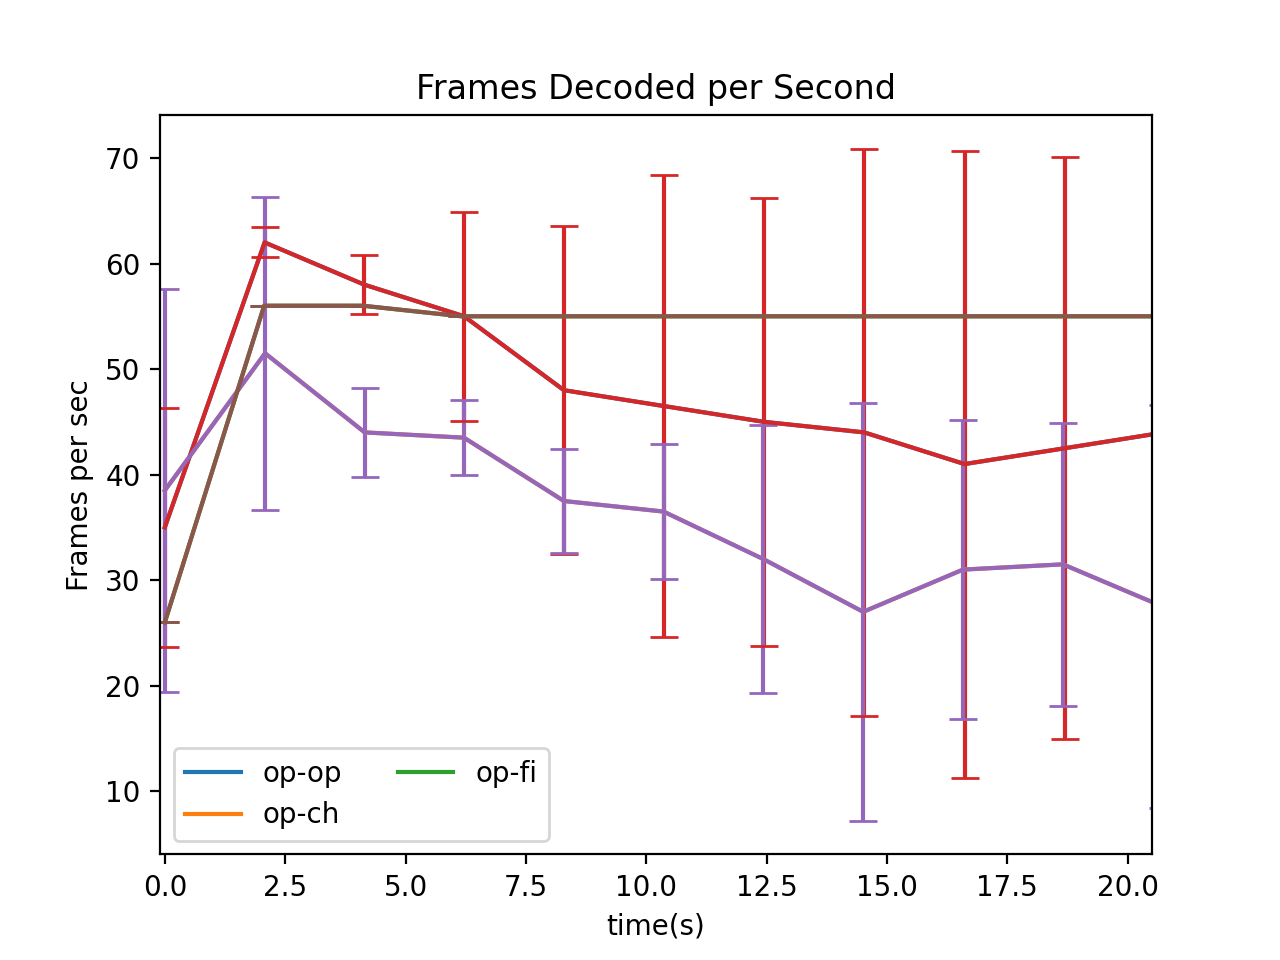 Frames Decoded per Second
Frames per sec
70
60
50
40
30
20
10
op-op
op-fi
op-ch
0.0 2.5 5.0 7.5 10.0 12.5 15.0 17.5 20.0
time(s)